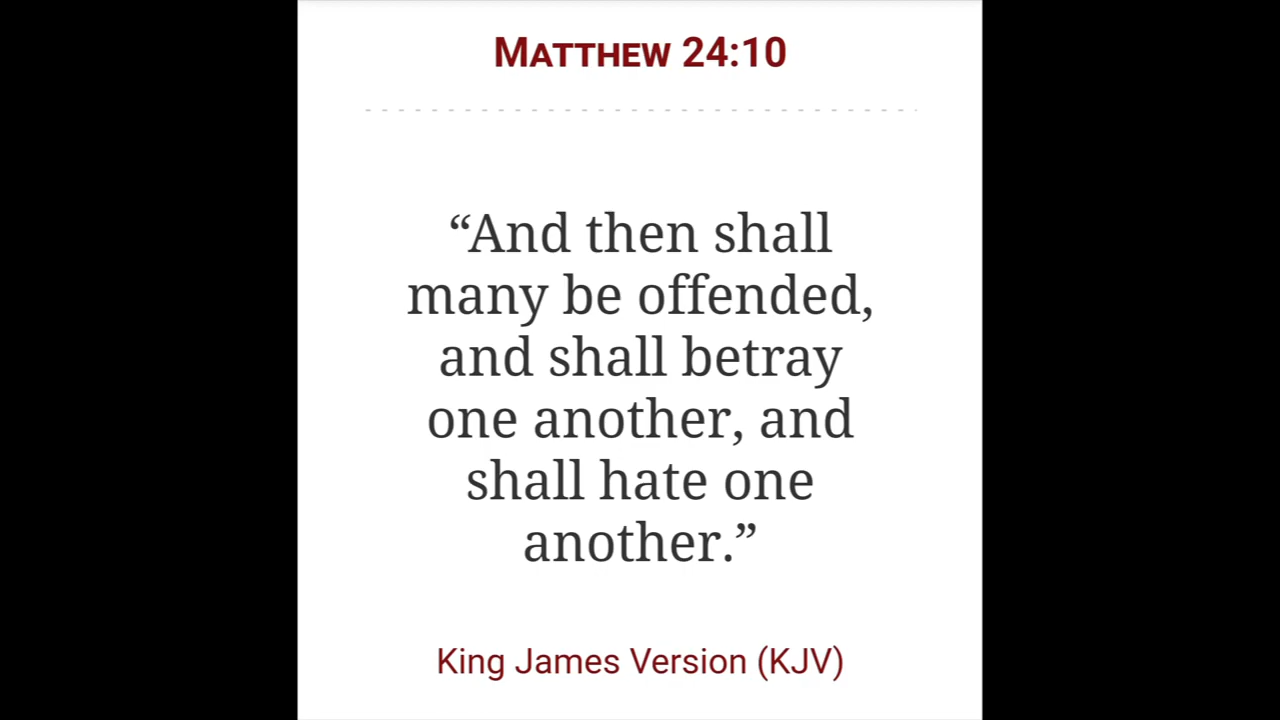 MATTHEW 24:10
“And then shall
many be offended,
and shall betray
one another, and
shall hate one
another.”
King James Version (KJV)